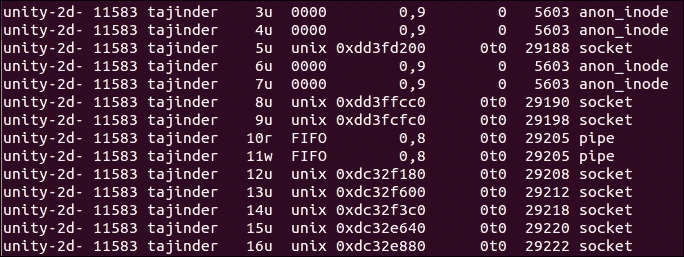 unity-2d- 11583 tajinder 3u 0000 0,9 0 5603 anon_inode
unity-2d- 11583 tajinder 4u 0000 0,9 0 5603 anon_inode
unity-2d- 11583 tajinder 5u unix 0xdd3fd200 0t0 29188 socket
unity-2d- 11583 tajinder 6u 0000 0,9 0 5603 anon_inode
unity-2d- 11583 tajinder 7u 0000 0,9 0 5603 anon_inode
unity-2d- 11583 tajinder 8u unix 0xdd3ffcc0 0t0 29190 socket
unity-2d- 11583 tajinder 9u unix 0xdd3fcfc0 0t0 29198 socket
unity-2d- 11583 tajinder 10r FIFO 0,8 0t0 29205 pipe
unity-2d- 11583 tajinder 11w FIFO 0,8 0t0 29205 pipe
unity-2d- 11583 tajinder 12u unix 0xdc32f180 0t0 29208 socket
unity-2d- 11583 tajinder 13u unix 0xdc32f600 0t0 29212 socket
unity-2d- 11583 tajinder 14u unix 0xdc32f3c0 0t0 29218 socket
unity-2d- 11583 tajinder 15u unix 0xdc32e640 0t0 29220 socket
unity-2d- 11583 tajinder 16u unix 0xdc32e880 0t0 29222 socket